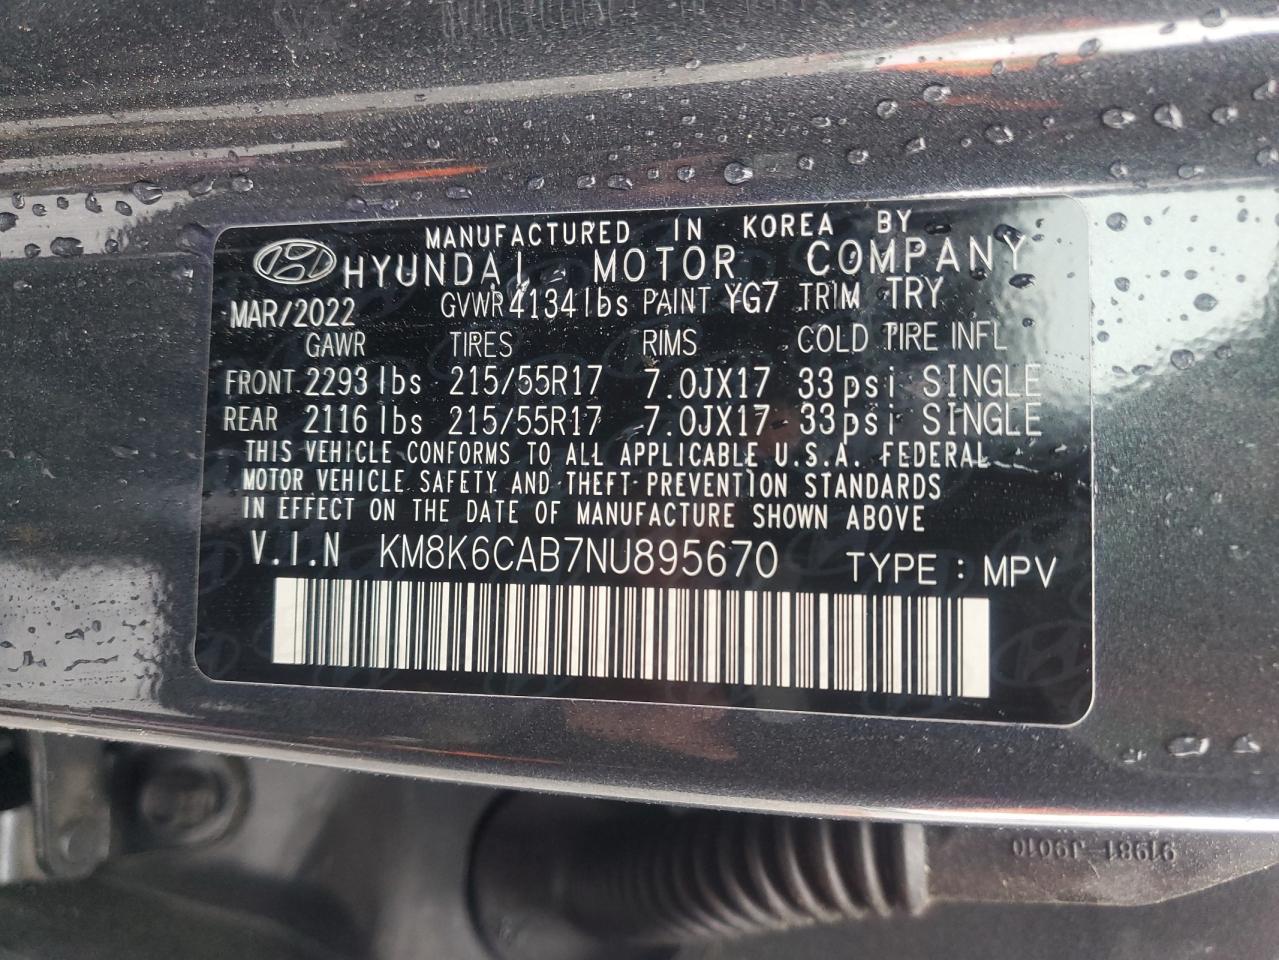 MANUFACTURED IN KOREA BY
HYUNDAI MOTOR COMPANY
MAR/2022 GVWR 4134lbs PAINT YG7 TRIM TRY
GAWR TIRES RIMS COLD TIRE INFL
FRONT 2293 lbs 215/55R17 7.0JX17 33psi SINGLE
REAR 2116 lbs 215/55R17 7.0JX17 33psi SINGLE
THIS VEHICLE CONFORMS TO ALL APPLICABLE U.S.A. FEDERAL
MOTOR VEHICLE SAFETY AND THEFT PREVENTION STANDARDS
IN EFFECT ON THE DATE OF MANUFACTURE SHOWN ABOVE
V.I.N KM8K6CAB7NU895670 TYPE : MPV
91981-J9010